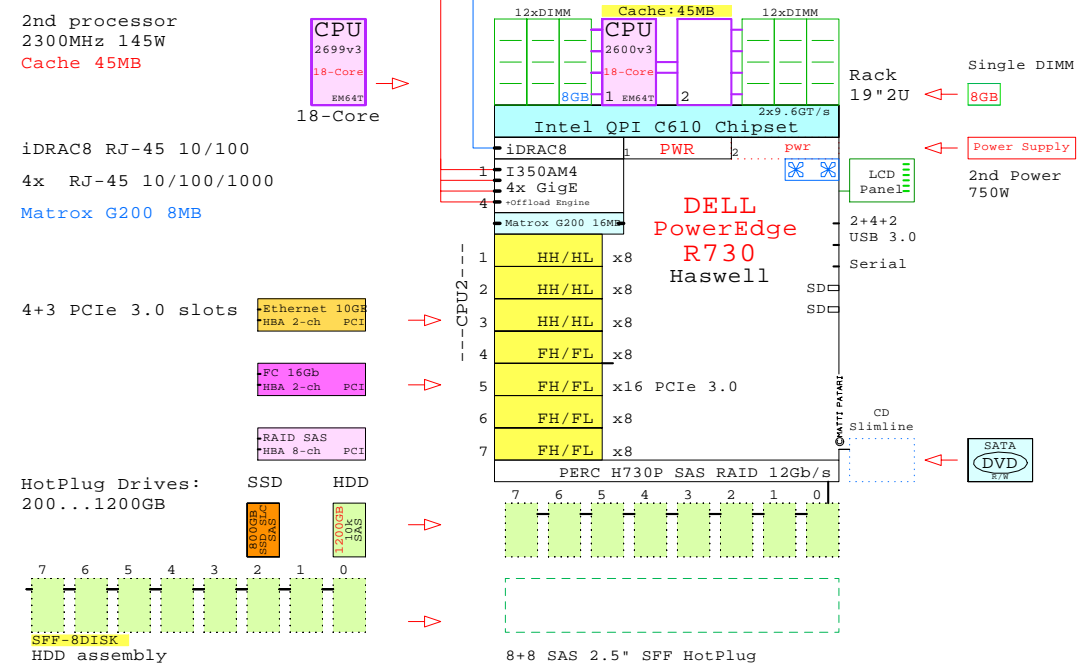 2nd processor
2300MHz 145W
Cache 45MB
CPU
2699v3
18-Core
EM64T
18-Core
12xDIMM
Cache:45MB
12xDIMM
CPU
2600v3
18-Core
8GB
1 EM64T
2
2x9.6GT/s
Intel QPI C610 Chipset
Rack
19"2U
Single DIMM
8GB
iDRAC8 RJ-45 10/100
4x RJ-45 10/100/1000
Matrox G200 8MB
iDRAC8
1 PWR
2 pwr
Power Supply
2nd Power
750W
1 I350AM4
4x GigE
4 +Offload Engine
Matrox G200 16MB
LCD
Panel
DELL
PowerEdge
R730
Haswell
2+4+2
USB 3.0
Serial
SD
SD
---CPU2----
1 HH/HL x8
2 HH/HL x8
3 HH/HL x8
4 FH/FL x8
5 FH/FL x16 PCIe 3.0
6 FH/FL x8
7 FH/FL x8
4+3 PCIe 3.0 slots
Ethernet 10GE
HBA 2-ch PCI
FC 16Gb
HBA 2-ch PCI
RAID SAS
HBA 8-ch PCI
©MATTI PATARI
CD
Slimline
SATA
DVD
R/W
PERC H730P SAS RAID 12Gb/s
HotPlug Drives:
200...1200GB
SSD
HDD
800GB
SSD SLC
SAS
1200GB
10k
SAS
7 6 5 4 3 2 1 0
7 6 5 4 3 2 1 0
SFF-8DISK
HDD assembly
8+8 SAS 2.5" SFF HotPlug